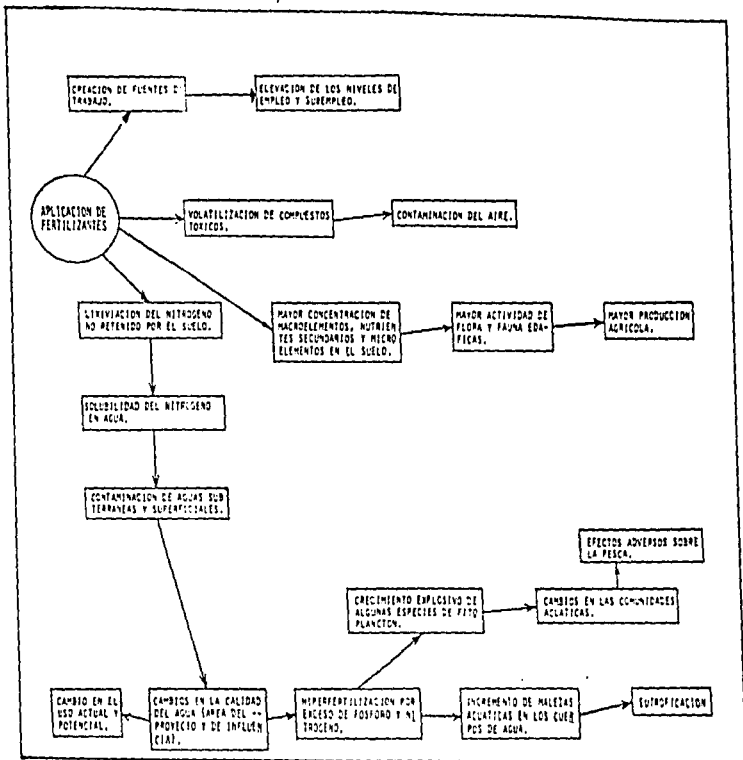 CREACION DE FUENTES D
TRABAJO.
ELEVACION DE LOS NIVELES DE
EMPLEO Y SUBEMPLEO.
APLICACION DE
FERTILIZANTES
VOLATILIZACION DE COMPUESTOS
TOXICOS.
CONTAMINACION DEL AIRE.
LIXIVIACION DEL NITROGENO
NO RETENIDO POR EL SUELO.
MAYOR CONCENTRACION DE
MACROELEMENTOS, NUTRIEN
TES SECUNDARIOS Y MICRO
ELEMENTOS EN EL SUELO.
MAYOR ACTIVIDAD DE
FLORA Y FAUNA EDA-
FICAS.
MAYOR PRODUCCION
AGRICOLA.
SOLUBILIDAD DEL NITROGENO
EN AGUA.
CONTAMINACION DE AGUAS SUB
TERRANEAS Y SUPERFICIALES.
EFECTOS ADVERSOS SOBRE
LA PESCA.
CRECIMIENTO EXPLOSIVO DE
ALGUNAS ESPECIES DE FITO
PLANCTON.
CAMBIOS EN LAS COMUNIDADES
ACUATICAS.
CAMBIO EN EL
USO ACTUAL Y
POTENCIAL.
CAMBIOS EN LA CALIDAD
DEL AGUA (AREA DEL --
PROYECTO Y DE INFLUEN
CIA).
HIPERFERTILIZACION POR
EXCESO DE FOSFORO Y NI
TROGENO.
INCREMENTO DE MALEZAS
ACUATICAS EN LOS CUER
POS DE AGUA.
EUTROFICACION